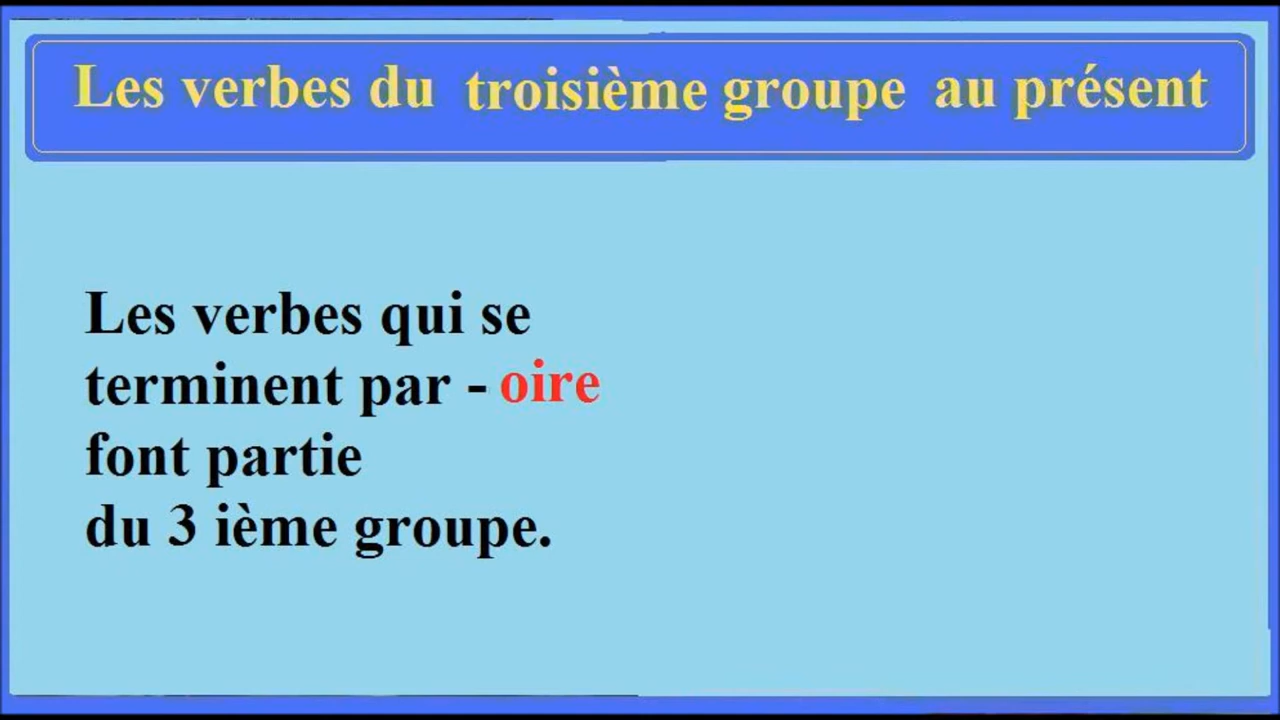 Les verbes du troisième groupe au présent
Les verbes qui se
terminent par - oire
font partie
du 3 ième groupe.